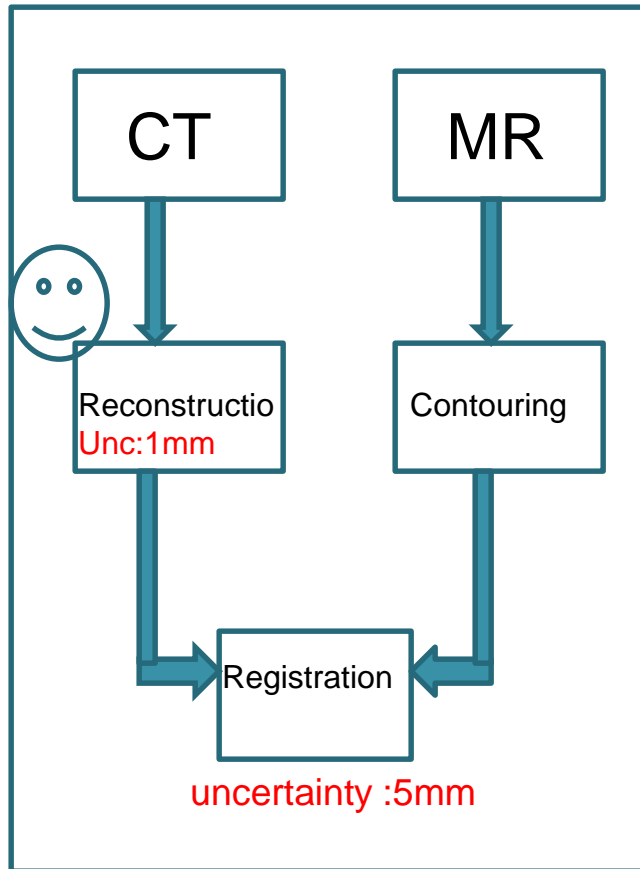 CT
MR
Reconstructio
Unc:1mm
Contouring
Registration
uncertainty :5mm